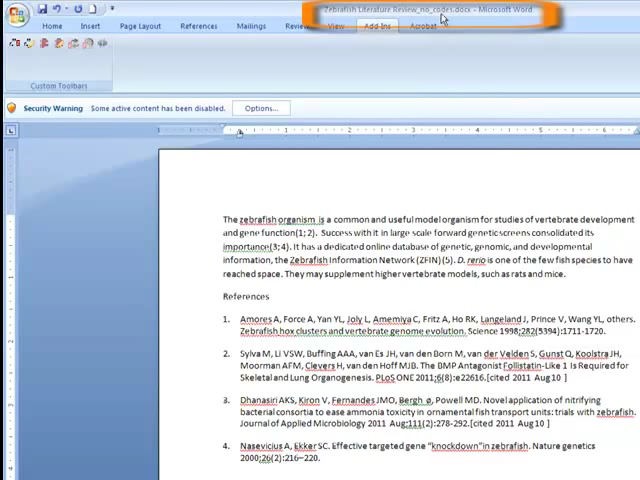 Zebrafish Literature Review_no_codes.docx - Microsoft Word
Home Insert Page Layout References Mailings Review View Add-Ins Acrobat
Custom Toolbars
Security Warning Some active content has been disabled. Options...
1 1 2 3 4 5 6
The zebrafish organism is a common and useful model organism for studies of vertebrate development
and gene function(1; 2). Success with it in large scale forward genetic screens consolidated its
importance(3; 4). It has a dedicated online database of genetic, genomic, and developmental
information, the Zebrafish Information Network (ZFIN)(5). D. rerio is one of the few fish species to have
reached space. They may supplement higher vertebrate models, such as rats and mice.
References
1. Amores A, Force A, Yan YL, Joly L, Amemiya C, Fritz A, Ho RK, Langeland J, Prince V, Wang YL, others.
Zebrafish hox clusters and vertebrate genome evolution. Science 1998;282(5394):1711-1720.
2. Sylva M, Li VSW, Buffing AAA, van Es JH, van den Born M, van der Velden S, Gunst Q, Koolstra JH,
Moorman AFM, Clevers H, van den Hoff MJB. The BMP Antagonist Follistatin-Like 1 Is Required for
Skeletal and Lung Organogenesis. PLoS ONE 2011;6(8):e22616.[cited 2011 Aug 10 ]
3. Dhanasiri AKS, Kiron V, Fernandes JMO, Bergh ø, Powell MD. Novel application of nitrifying
bacterial consortia to ease ammonia toxicity in ornamental fish transport units: trials with zebrafish.
Journal of Applied Microbiology 2011 Aug;111(2):278-292.[cited 2011 Aug 10 ]
4. Nasevicius A, Ekker SC. Effective targeted gene “knockdown”in zebrafish. Nature genetics
2000;26(2):216–220.